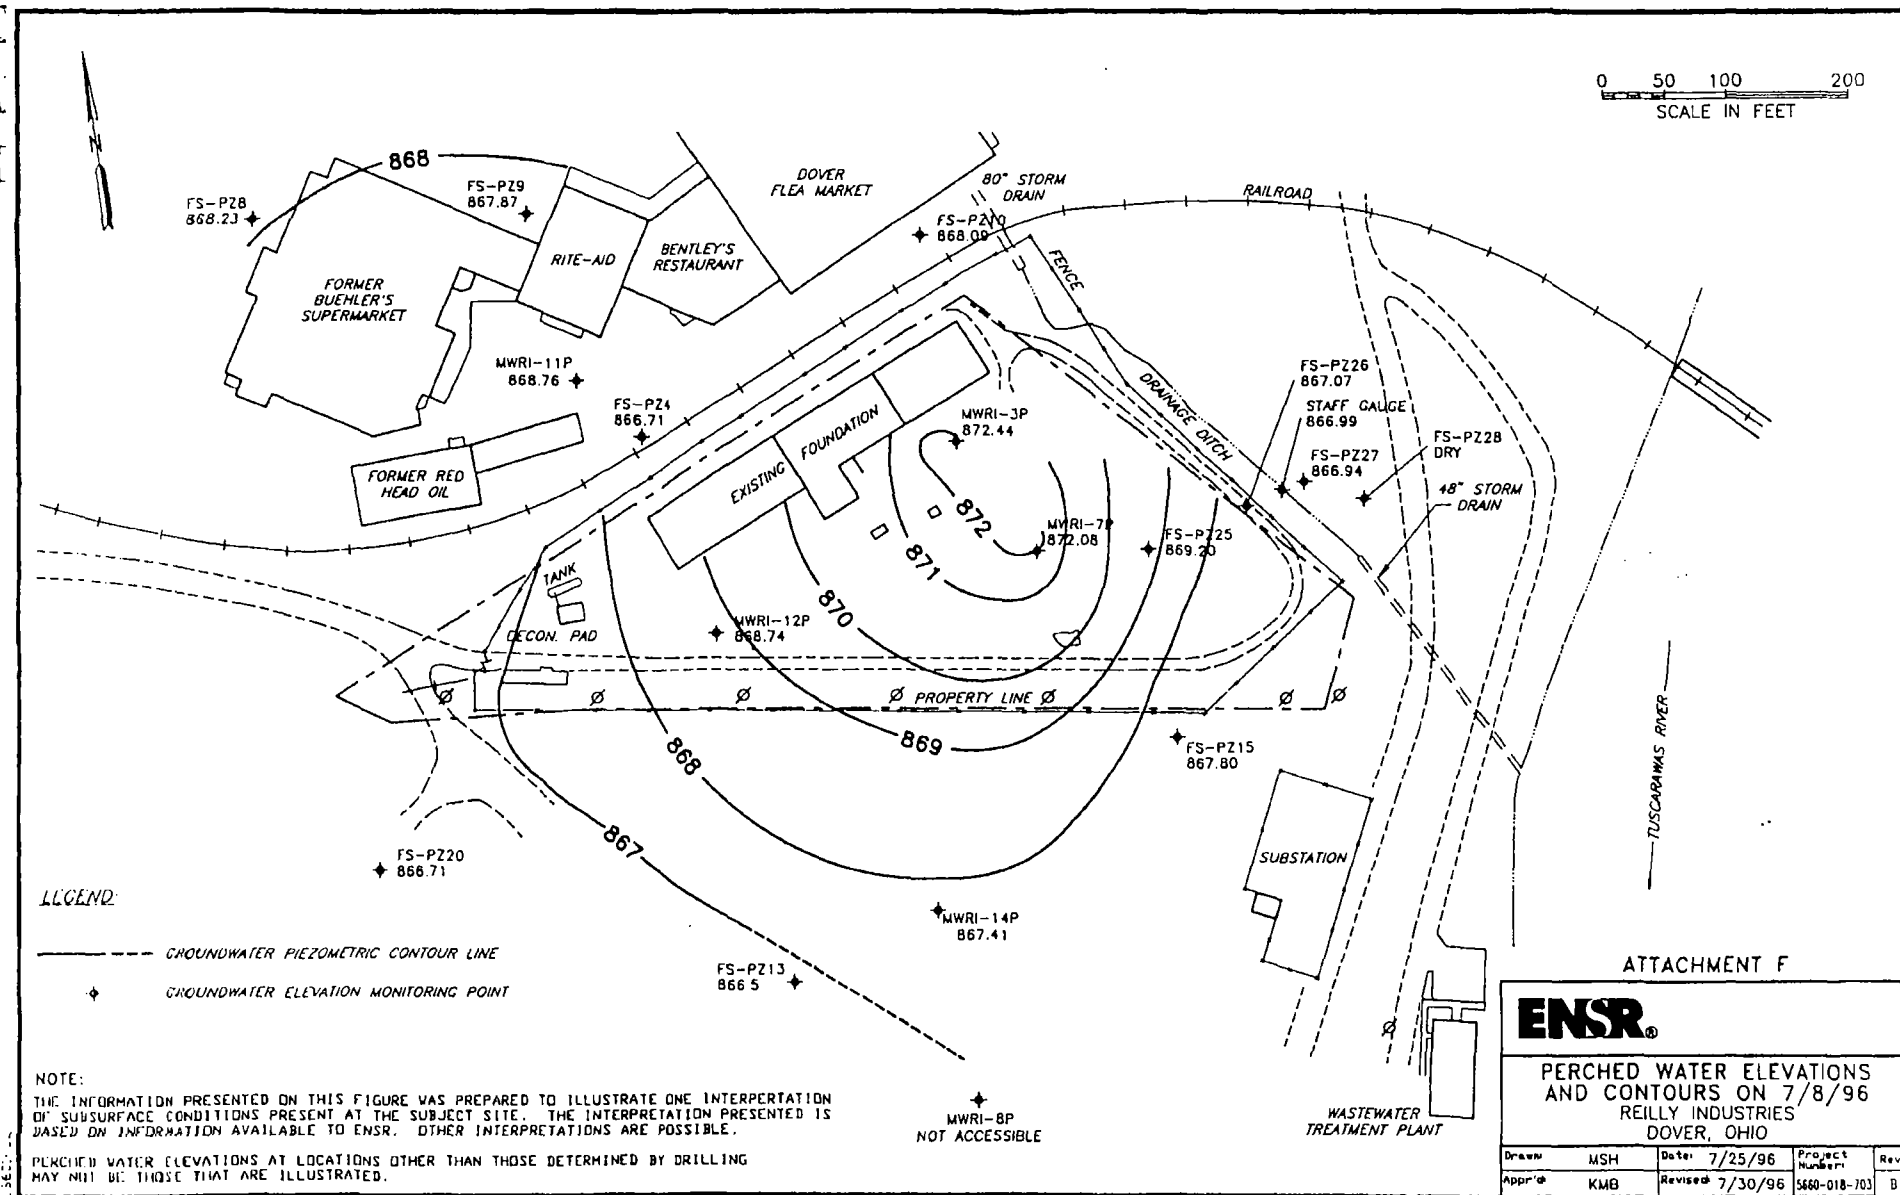 0 50 100 200
SCALE IN FEET
N
868
FS-PZ8
868.23
FS-PZ9
867.87
DOVER
FLEA MARKET
80" STORM
DRAIN
RAILROAD
FS-PZ10
868.09
RITE-AID
BENTLEY'S
RESTAURANT
FENCE
FORMER
BUEHLER'S
SUPERMARKET
MWRI-11P
868.76
FS-PZ4
866.71
FORMER RED
HEAD OIL
EXISTING
FOUNDATION
MWRI-3P
872.44
DRAINAGE DITCH
FS-PZ26
867.07
STAFF GAUGE
866.99
FS-PZ27
866.94
FS-PZ28
DRY
48" STORM
DRAIN
872
MWRI-7P
872.08
FS-PZ25
869.20
871
870
TANK
MWRI-12P
868.74
DECON. PAD
PROPERTY LINE
869
868
FS-PZ15
867.80
TUSCARAWAS RIVER
867
SUBSTATION
FS-PZ20
866.71
MWRI-14P
867.41
FS-PZ13
866.5
LEGEND:
GROUNDWATER PIEZOMETRIC CONTOUR LINE
GROUNDWATER ELEVATION MONITORING POINT
NOTE:
THE INFORMATION PRESENTED ON THIS FIGURE WAS PREPARED TO ILLUSTRATE ONE INTERPERTATION
OF SUBSURFACE CONDITIONS PRESENT AT THE SUBJECT SITE. THE INTERPRETATION PRESENTED IS
BASED ON INFORMATION AVAILABLE TO ENSR. OTHER INTERPRETATIONS ARE POSSIBLE.
PERCHED WATER ELEVATIONS AT LOCATIONS OTHER THAN THOSE DETERMINED BY DRILLING
MAY NOT BE THOSE THAT ARE ILLUSTRATED.
MWRI-8P
NOT ACCESSIBLE
WASTEWATER
TREATMENT PLANT
ATTACHMENT F
ENSR®
PERCHED WATER ELEVATIONS
AND CONTOURS ON 7/8/96
REILLY INDUSTRIES
DOVER, OHIO
Drawn MSH Date: 7/25/96 Project Number: Rev
Appr'd KMB Revised 7/30/96 5660-018-703